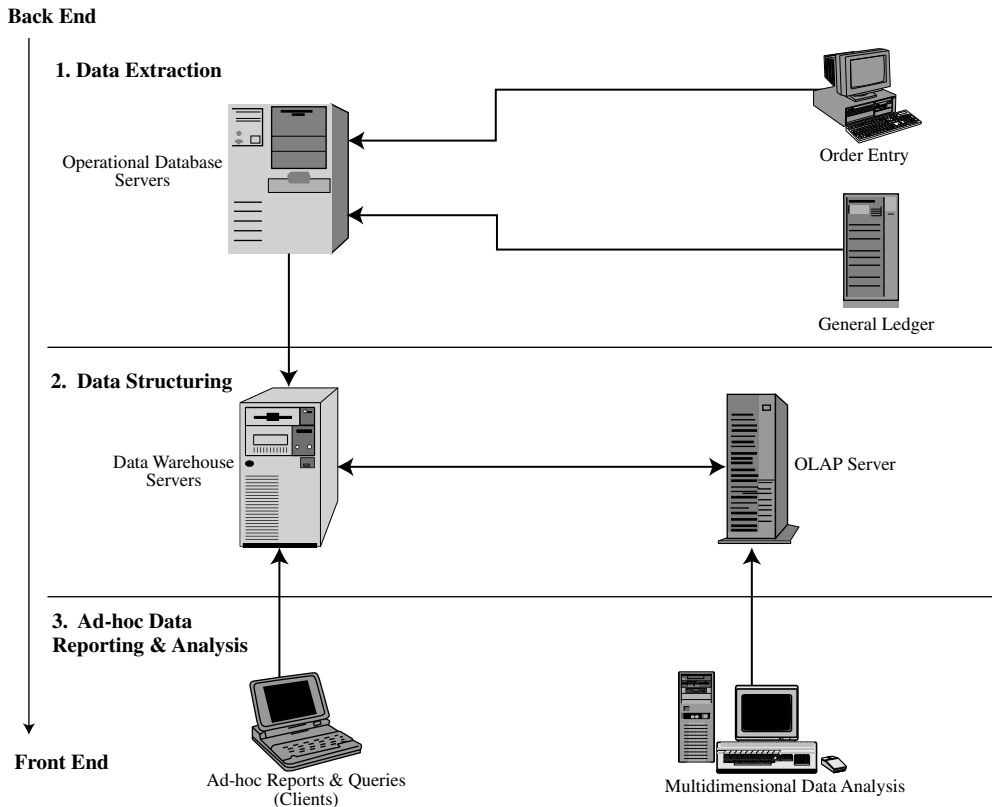 Back End
1. Data Extraction
Operational Database
Servers
Order Entry
General Ledger
2. Data Structuring
Data Warehouse
Servers
OLAP Server
3. Ad-hoc Data
Reporting & Analysis
Front End
Ad-hoc Reports & Queries
(Clients)
Multidimensional Data Analysis